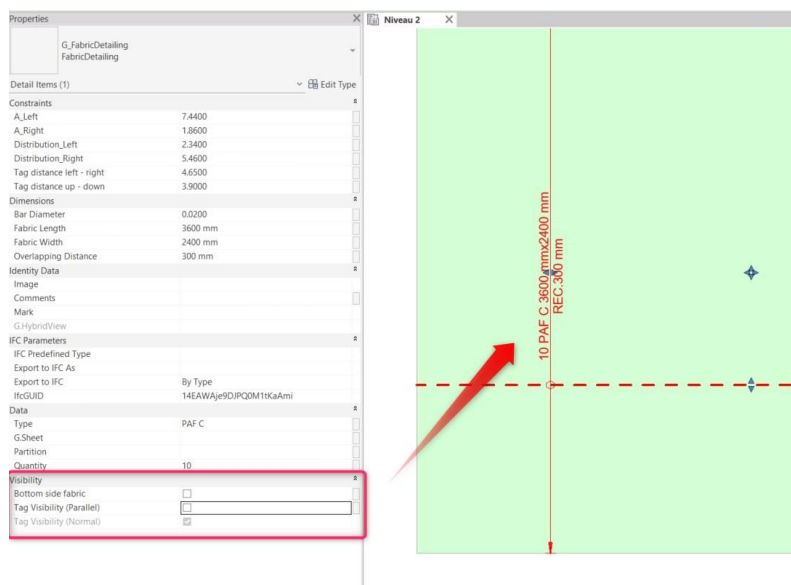 Properties
Niveau 2
G_FabricDetailing
FabricDetailing
Detail Items (1)
Edit Type
Constraints
A_Left 7.4400
A_Right 1.8600
Distribution_Left 2.3400
Distribution_Right 5.4600
Tag distance left - right 4.6500
Tag distance up - down 3.9000
Dimensions
Bar Diameter 0.0200
Fabric Length 3600 mm
Fabric Width 2400 mm
Overlapping Distance 300 mm
Identity Data
Image
Comments
Mark
G.HybridView
IFC Parameters
IFC Predefined Type
Export to IFC As
Export to IFC By Type
IfcGUID 14EAWAje9DJPQ0M1tKaAmi
Data
Type PAF C
G.Sheet
Partition
Quantity 10
Visibility
Bottom side fabric
Tag Visibility (Parallel)
Tag Visibility (Normal)
10 PAF C 3600 mmx2400 mm
REC.300 mm